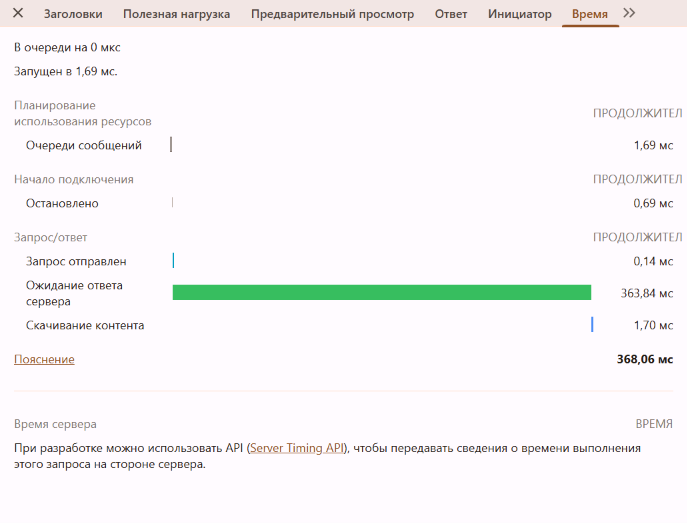 Заголовки Полезная нагрузка Предварительный просмотр Ответ Инициатор Время
В очереди на 0 мкс
Запущен в 1,69 мс.
Планирование
использования ресурсов ПРОДОЛЖИТЕЛ
Очереди сообщений 1,69 мс
Начало подключения ПРОДОЛЖИТЕЛ
Остановлено 0,69 мс
Запрос/ответ ПРОДОЛЖИТЕЛ
Запрос отправлен 0,14 мс
Ожидание ответа
сервера 363,84 мс
Скачивание контента 1,70 мс
Пояснение 368,06 мс
Время сервера ВРЕМЯ
При разработке можно использовать API (Server Timing API), чтобы передавать сведения о времени выполнения
этого запроса на стороне сервера.